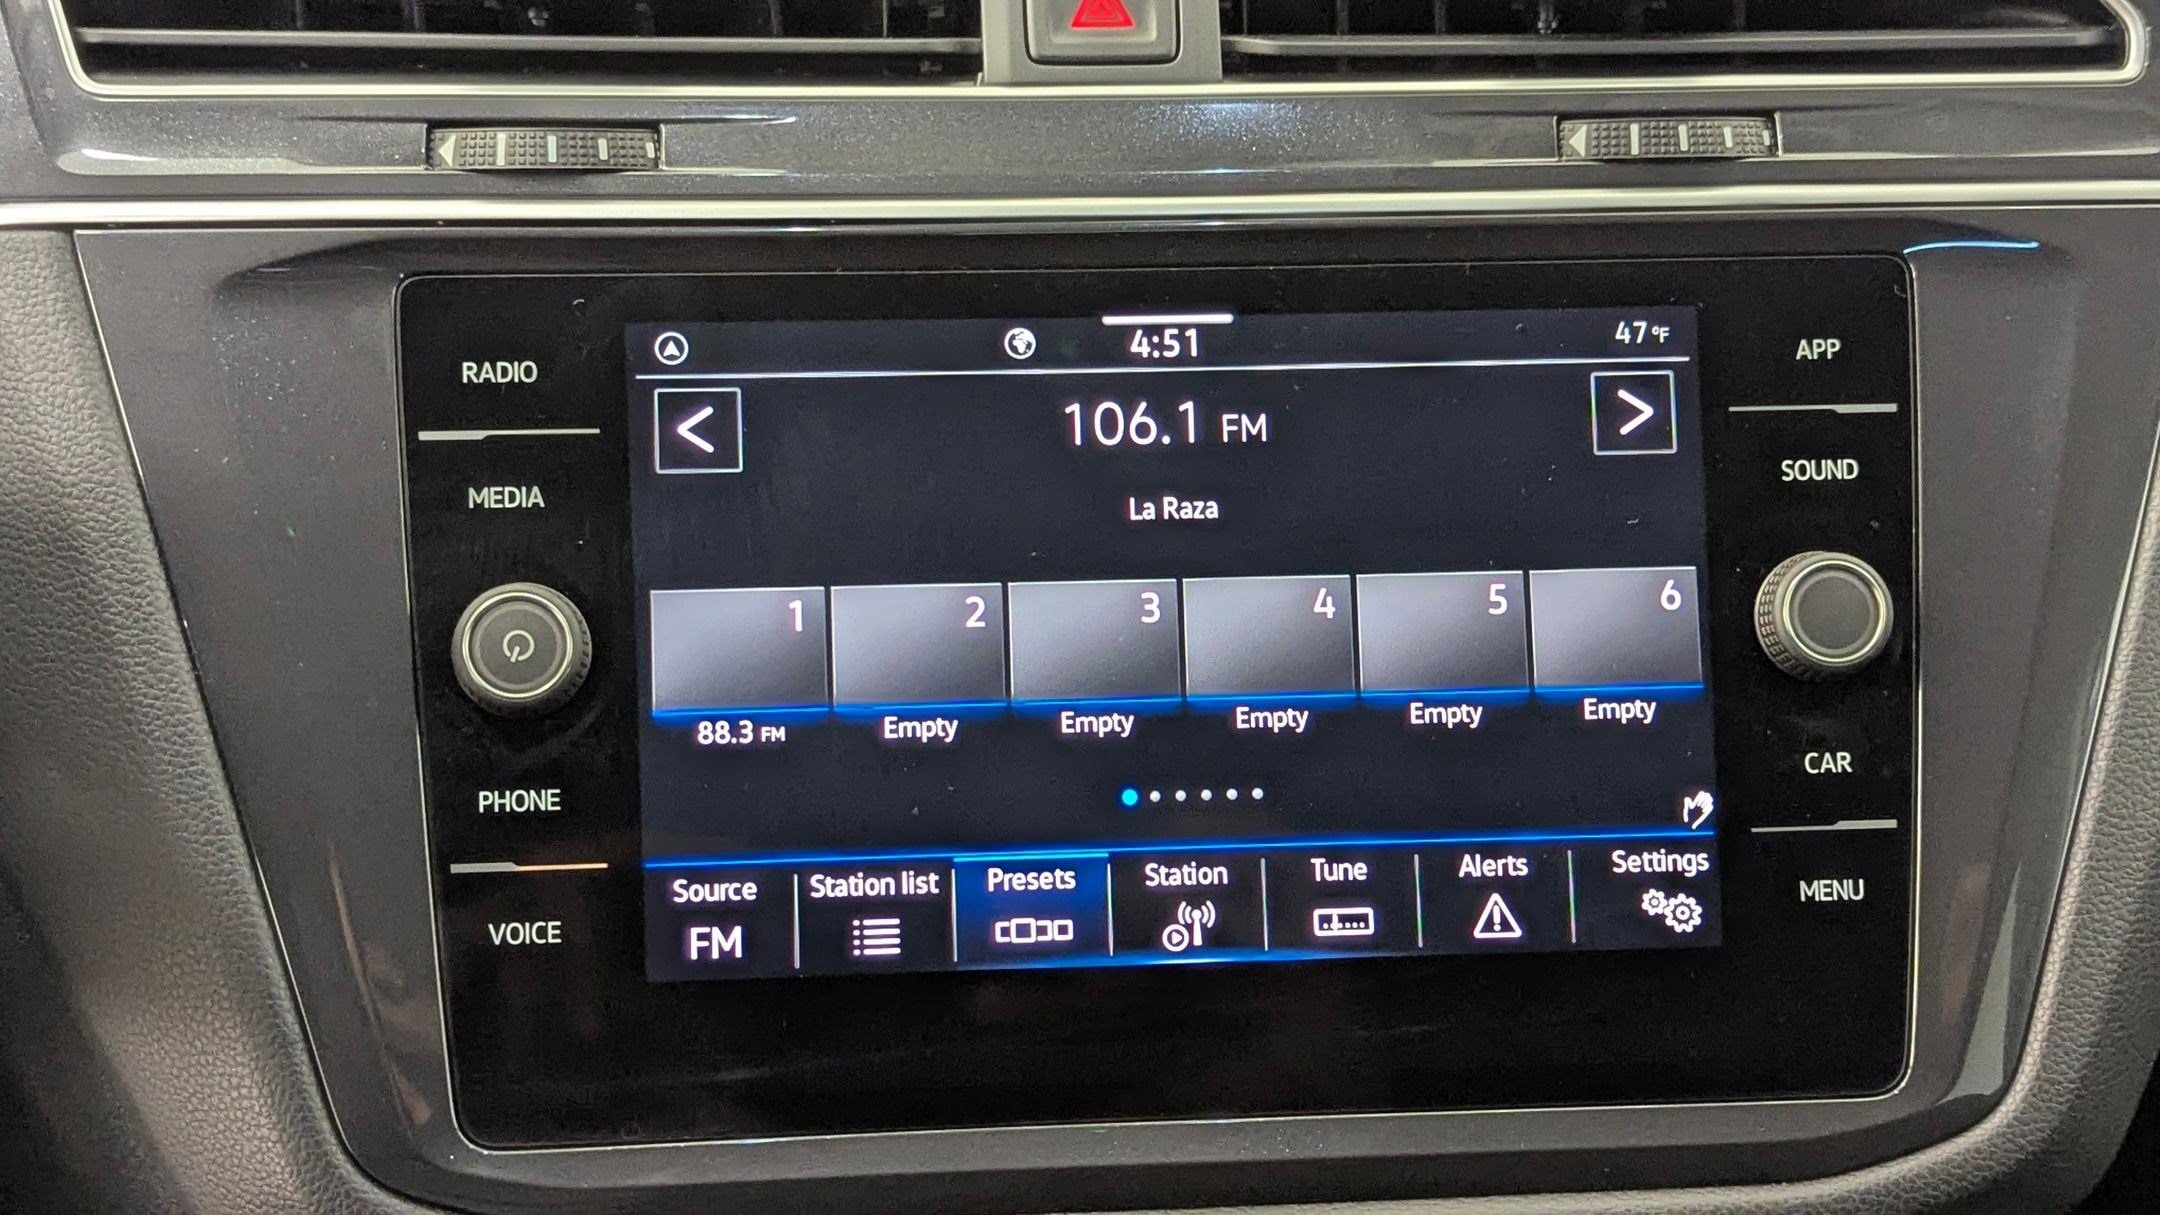 4:51
47°F
RADIO
APP
<
106.1 FM
>
MEDIA
SOUND
La Raza
1
2
3
4
5
6
88.3 FM
Empty
Empty
Empty
Empty
Empty
PHONE
CAR
Source
Station list
Presets
Station
Tune
Alerts
Settings
FM
VOICE
MENU